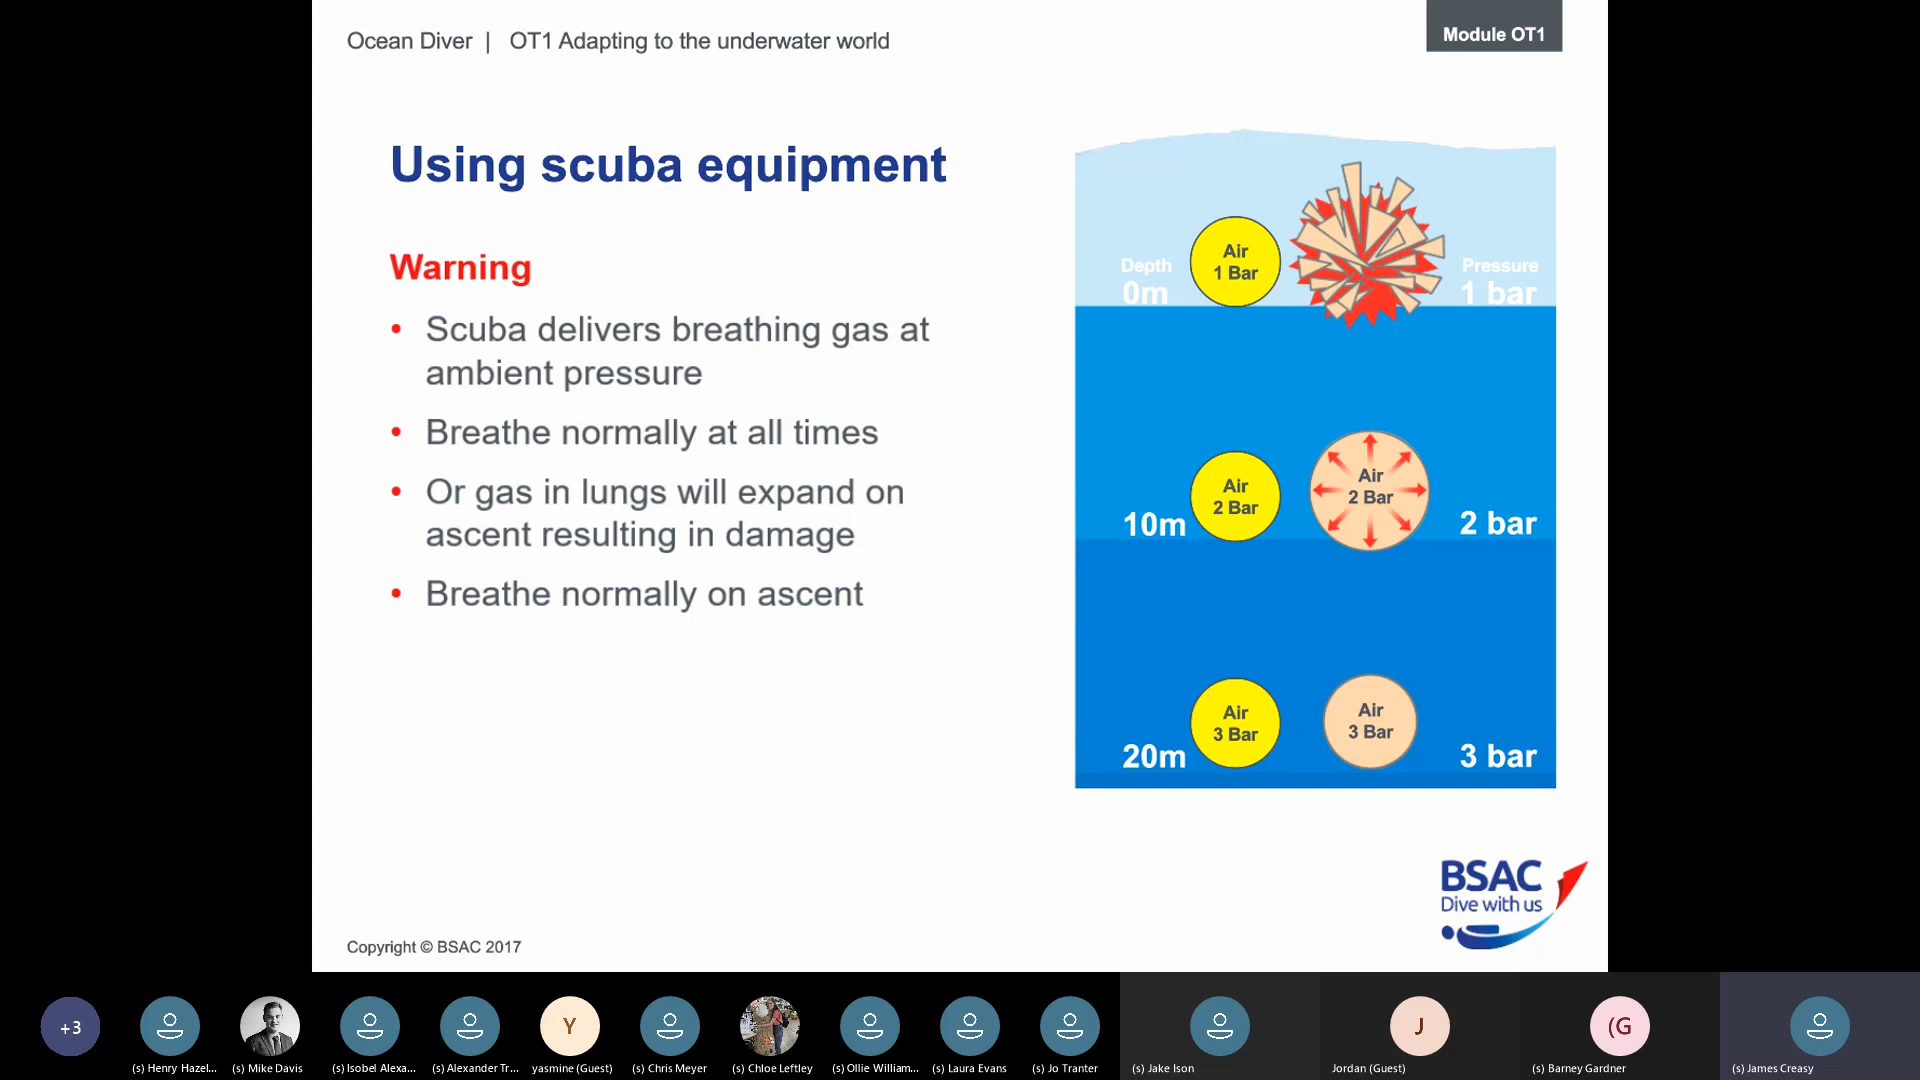 Ocean Diver | OT1 Adapting to the underwater world
Module OT1
Using scuba equipment
Warning
• Scuba delivers breathing gas at
ambient pressure
• Breathe normally at all times
• Or gas in lungs will expand on
ascent resulting in damage
• Breathe normally on ascent
Depth
0m
Air
1 Bar
Pressure
1 bar
10m
Air
2 Bar
Air
2 Bar
2 bar
20m
Air
3 Bar
Air
3 Bar
3 bar
BSAC
Dive with us
Copyright © BSAC 2017
+3
(s) Henry Hazel...
(s) Mike Davis
(s) Isobel Alexa...
(s) Alexander Tr...
Y
yasmine (Guest)
(s) Chris Meyer
(s) Chloe Leftley
(s) Ollie William...
(s) Laura Evans
(s) Jo Tranter
(s) Jake Ison
J
Jordan (Guest)
(G
(s) Barney Gardner
(s) James Creasy